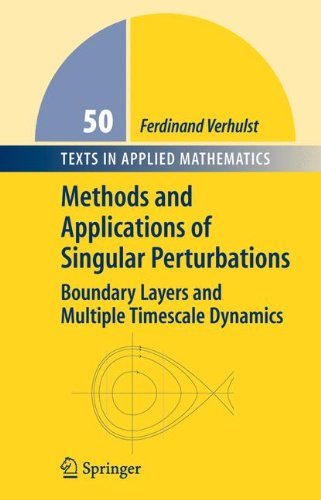 50
Ferdinand Verhulst
TEXTS IN APPLIED MATHEMATICS
Methods and
Applications of
Singular Perturbations
Boundary Layers and
Multiple Timescale Dynamics
Springer